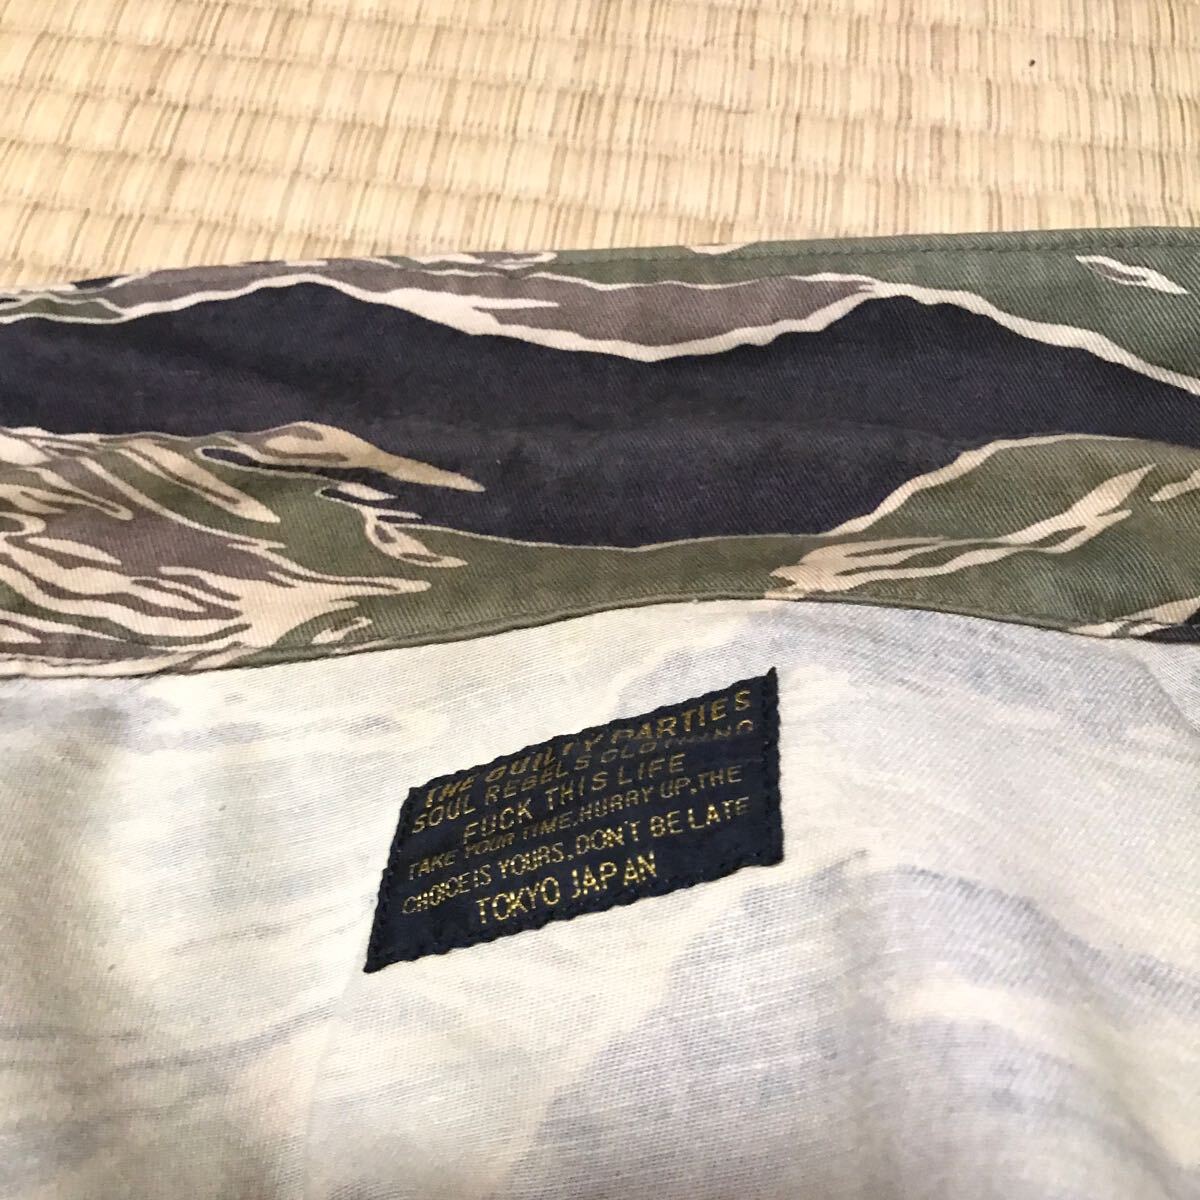 THE GUILTY PARTIES
SOUL REBELS CLOTHING
FUCK THIS LIFE
TAKE YOUR TIME,HURRY UP,THE
CHOICE IS YOURS,DON'T BE LATE
TOKYO JAPAN